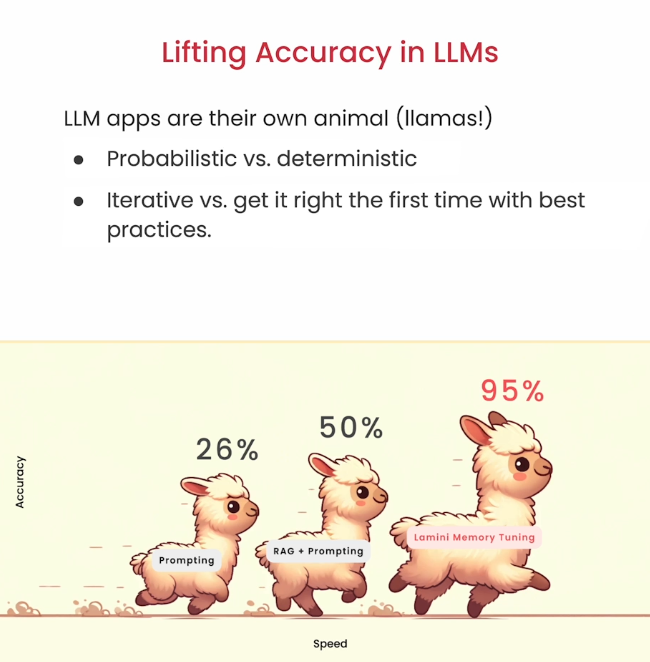 Lifting Accuracy in LLMs
LLM apps are their own animal (llamas!)
● Probabilistic vs. deterministic
● Iterative vs. get it right the first time with best
practices.
95%
50%
26%
Accuracy
Lamini Memory Tuning
RAG + Prompting
Prompting
Speed